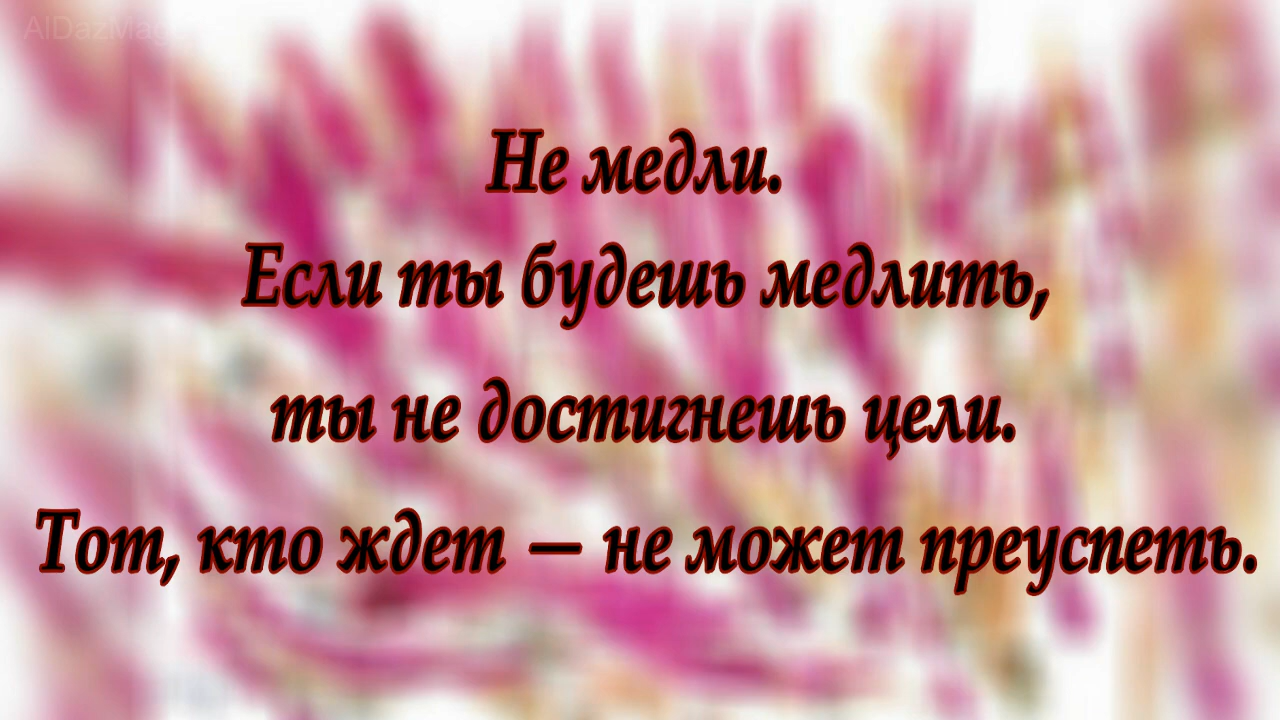 Не медли.
Если ты будешь медлить,
ты не достигнешь цели.
Тот, кто ждет — не может преуспеть.